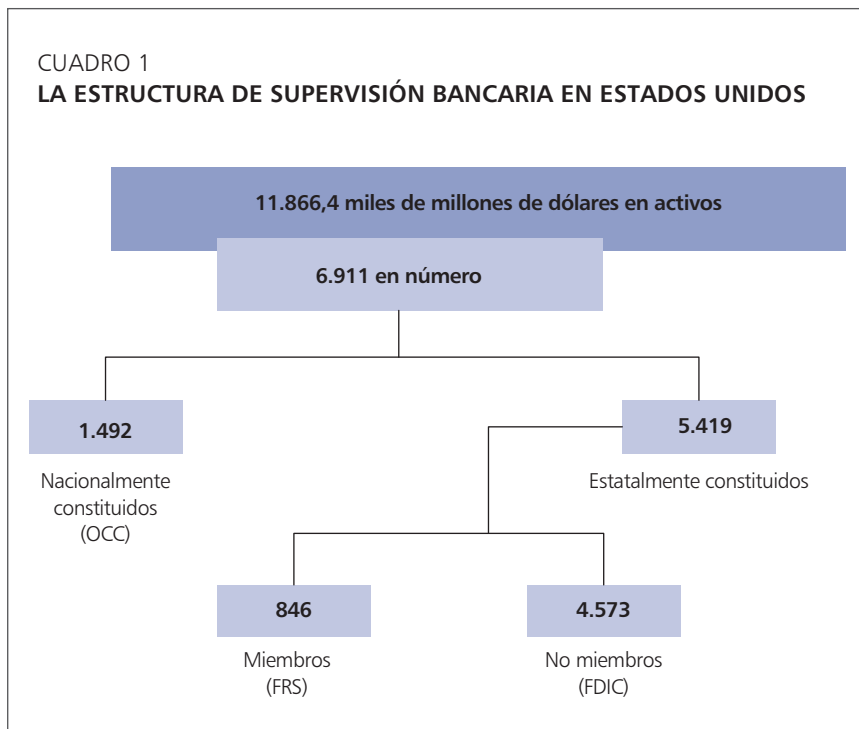 CUADRO 1
LA ESTRUCTURA DE SUPERVISIÓN BANCARIA EN ESTADOS UNIDOS
11.866,4 miles de millones de dólares en activos
6.911 en número
1.492
5.419
Nacionalmente
constituidos
(OCC)
Estatalmente constituidos
846
4.573
Miembros
(FRS)
No miembros
(FDIC)